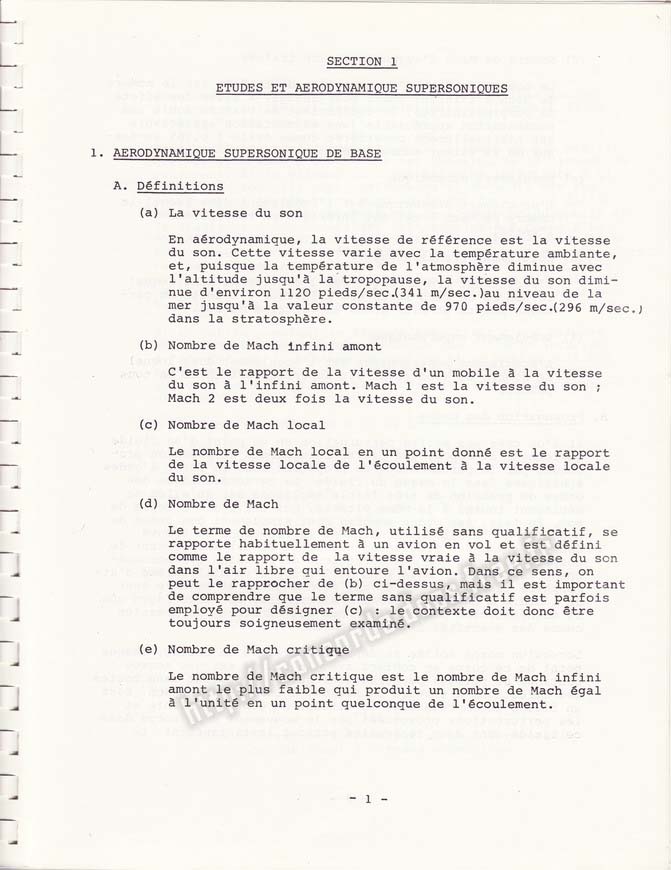 SECTION 1
ETUDES ET AERODYNAMIQUE SUPERSONIQUES
1. AERODYNAMIQUE SUPERSONIQUE DE BASE
A. Définitions
(a) La vitesse du son
En aérodynamique, la vitesse de référence est la vitesse
du son. Cette vitesse varie avec la température ambiante,
et, puisque la température de l'atmosphère diminue avec
l'altitude jusqu'à la tropopause, la vitesse du son dimi-
nue d'environ 1120 pieds/sec.(341 m/sec.)au niveau de la
mer jusqu'à la valeur constante de 970 pieds/sec.(296 m/sec.)
dans la stratosphère.
(b) Nombre de Mach infini amont
C'est le rapport de la vitesse d'un mobile à la vitesse
du son à l'infini amont. Mach 1 est la vitesse du son ;
Mach 2 est deux fois la vitesse du son.
(c) Nombre de Mach local
Le nombre de Mach local en un point donné est le rapport
de la vitesse locale de l'écoulement à la vitesse locale
du son.
(d) Nombre de Mach
Le terme de nombre de Mach, utilisé sans qualificatif, se
rapporte habituellement à un avion en vol et est défini
comme le rapport de la vitesse vraie à la vitesse du son
dans l'air libre qui entoure l'avion. Dans ce sens, on
peut le rapprocher de (b) ci-dessus, mais il est important
de comprendre que le terme sans qualificatif est parfois
employé pour désigner (c) ; le contexte doit donc être
toujours soigneusement examiné.
(e) Nombre de Mach critique
Le nombre de Mach critique est le nombre de Mach infini
amont le plus faible qui produit un nombre de Mach égal
à l'unité en un point quelconque de l'écoulement.
- 1 -